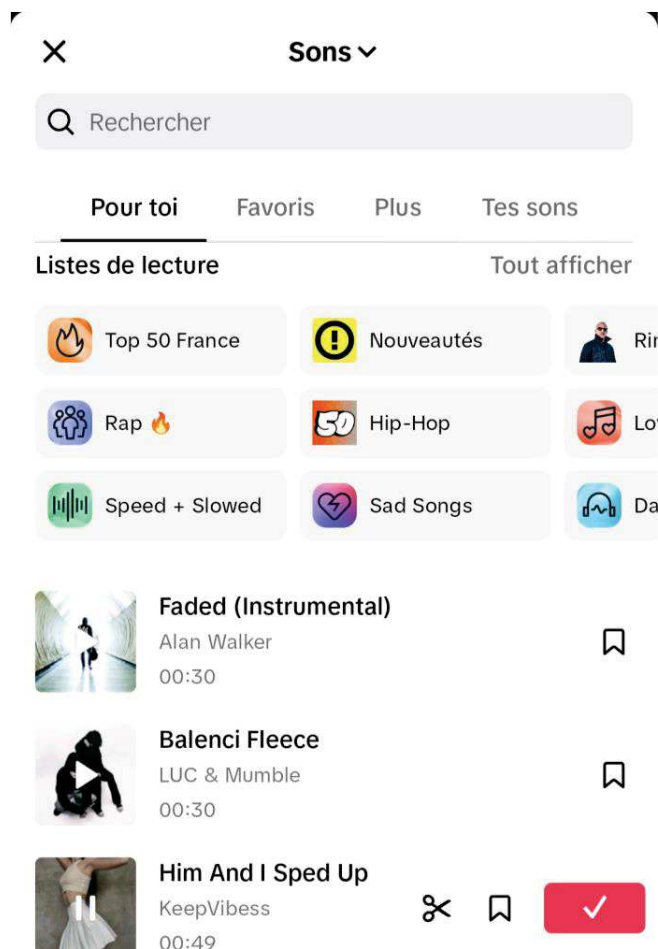 Sons
Rechercher
Pour toi Favoris Plus Tes sons
Listes de lecture Tout afficher
Top 50 France Nouveautés
Rap 🔥 Hip-Hop
Speed + Slowed Sad Songs
Faded (Instrumental)
Alan Walker
00:30
Balenci Fleece
LUC & Mumble
00:30
Him And I Sped Up
KeepVibess
00:49